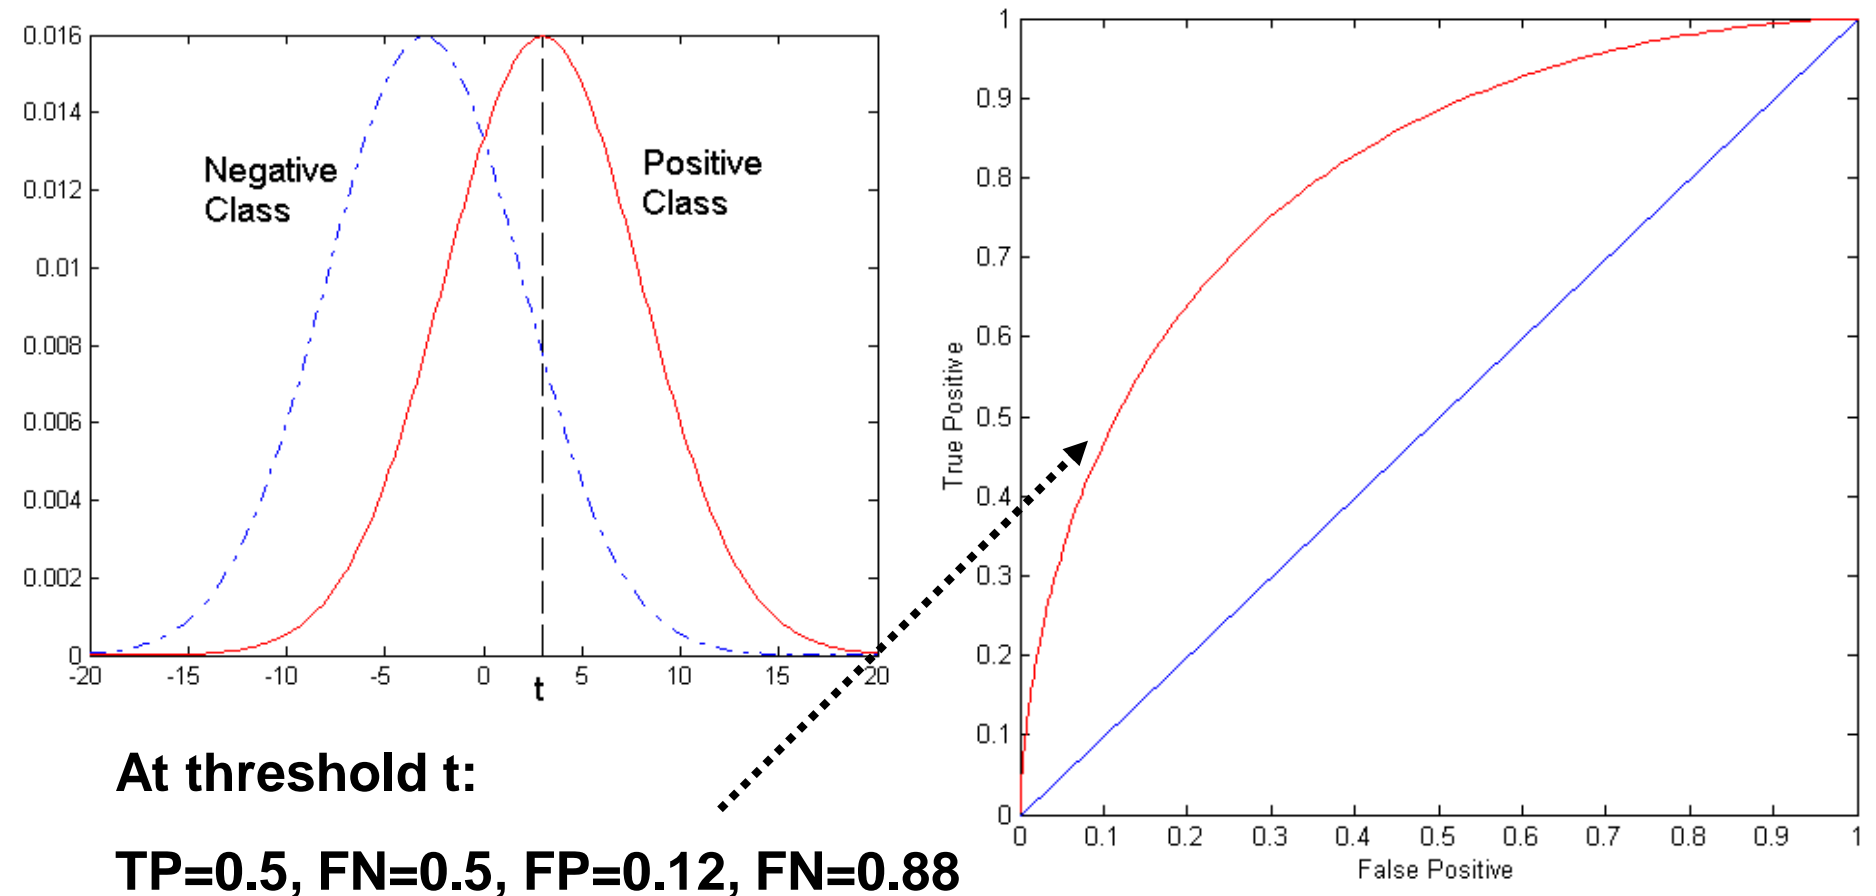 0.016
0.014
0.012
0.01
0.008
0.006
0.004
0.002
0
-20 -15 -10 -5 0 t 5 10 15 20
Negative
Class
Positive
Class
1
0.9
0.8
0.7
0.6
0.5
0.4
0.3
0.2
0.1
0
True Positive
0 0.1 0.2 0.3 0.4 0.5 0.6 0.7 0.8 0.9 1
False Positive
At threshold t:
TP=0.5, FN=0.5, FP=0.12, FN=0.88